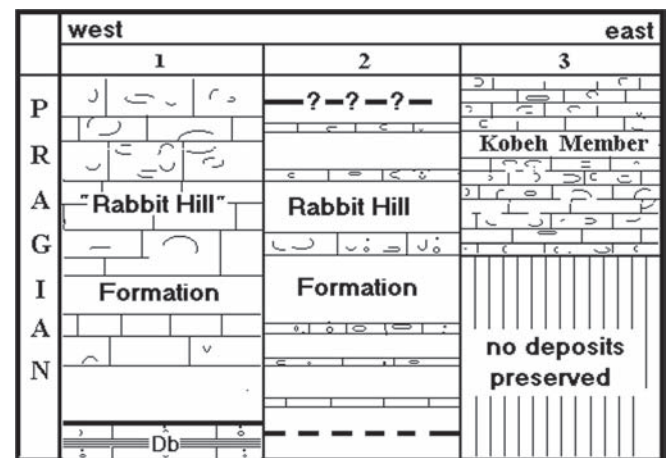 west east
1 2 3
P
R
A
G
I
A
N
"Rabbit Hill"
Formation
Db
?-?-?
Rabbit Hill
Formation
Kobeh Member
no deposits
preserved